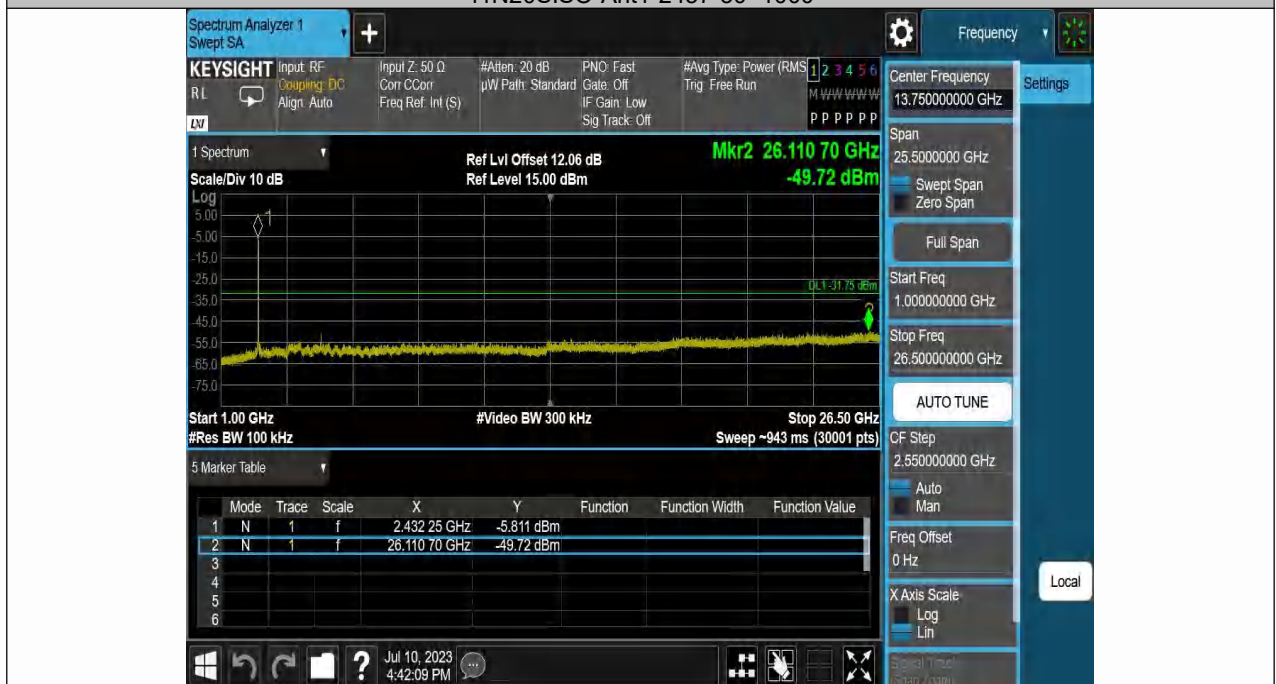 Spectrum Analyzer 1
Swept SA
+
Frequency
KEYSIGHT
RL
LXI
Input: RF
Coupling: DC
Align: Auto
Input Z: 50 Ω
Corr CCorr
Freq Ref: Int (S)
#Atten: 20 dB
µW Path: Standard
PNO: Fast
Gate: Off
IF Gain: Low
Sig Track: Off
#Avg Type: Power (RMS
Trig: Free Run
1 2 3 4 5 6
M W W W W W
P P P P P P
1 Spectrum
Scale/Div 10 dB
Ref Lvl Offset 12.06 dB
Ref Level 15.00 dBm
Mkr2 26.110 70 GHz
-49.72 dBm
Log
5.00
-5.00
-15.0
-25.0
-35.0
-45.0
-55.0
-65.0
-75.0
1
DL1 -31.75 dBm
2
Start 1.00 GHz
#Res BW 100 kHz
#Video BW 300 kHz
Stop 26.50 GHz
Sweep ~943 ms (30001 pts)
5 Marker Table
Mode Trace Scale X Y Function Function Width Function Value
1 N 1 f 2.432 25 GHz -5.811 dBm
2 N 1 f 26.110 70 GHz -49.72 dBm
3
4
5
6
Jul 10, 2023
4:42:09 PM
Center Frequency
13.750000000 GHz
Settings
Span
25.5000000 GHz
Swept Span
Zero Span
Full Span
Start Freq
1.000000000 GHz
Stop Freq
26.500000000 GHz
AUTO TUNE
CF Step
2.550000000 GHz
Auto
Man
Freq Offset
0 Hz
X Axis Scale
Log
Lin
Local